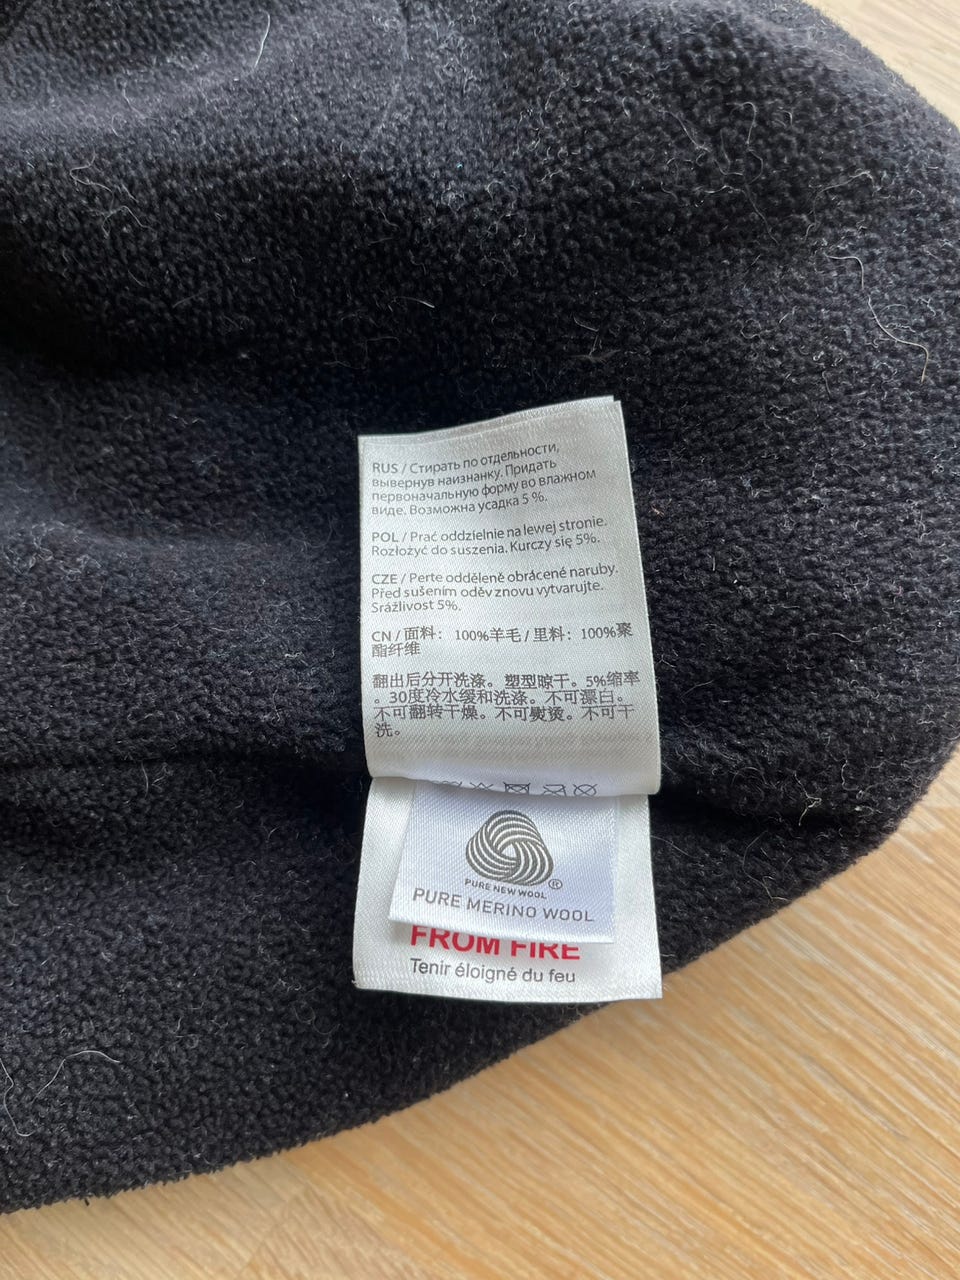 RUS / Стирать по отдельности,
вывернув наизнанку. Придать
первоначальную форму во влажном
виде. Возможна усадка 5 %.
POL / Prać oddzielnie na lewej stronie.
Rozłożyć do suszenia. Kurczy się 5%.
CZE / Perte odděleně obrácené naruby.
Před sušením oděv znovu vytvarujte.
Srážlivost 5%.
CN / 面料： 100%羊毛 / 里料： 100%聚
酯纤维
翻出后分开洗涤。塑型晾干。5%缩率
。30度冷水缓和洗涤。不可漂白。
不可翻转干燥。不可熨烫。不可干
洗。
PURE NEW WOOL ®
PURE MERINO WOOL
FROM FIRE
Tenir éloigné du feu